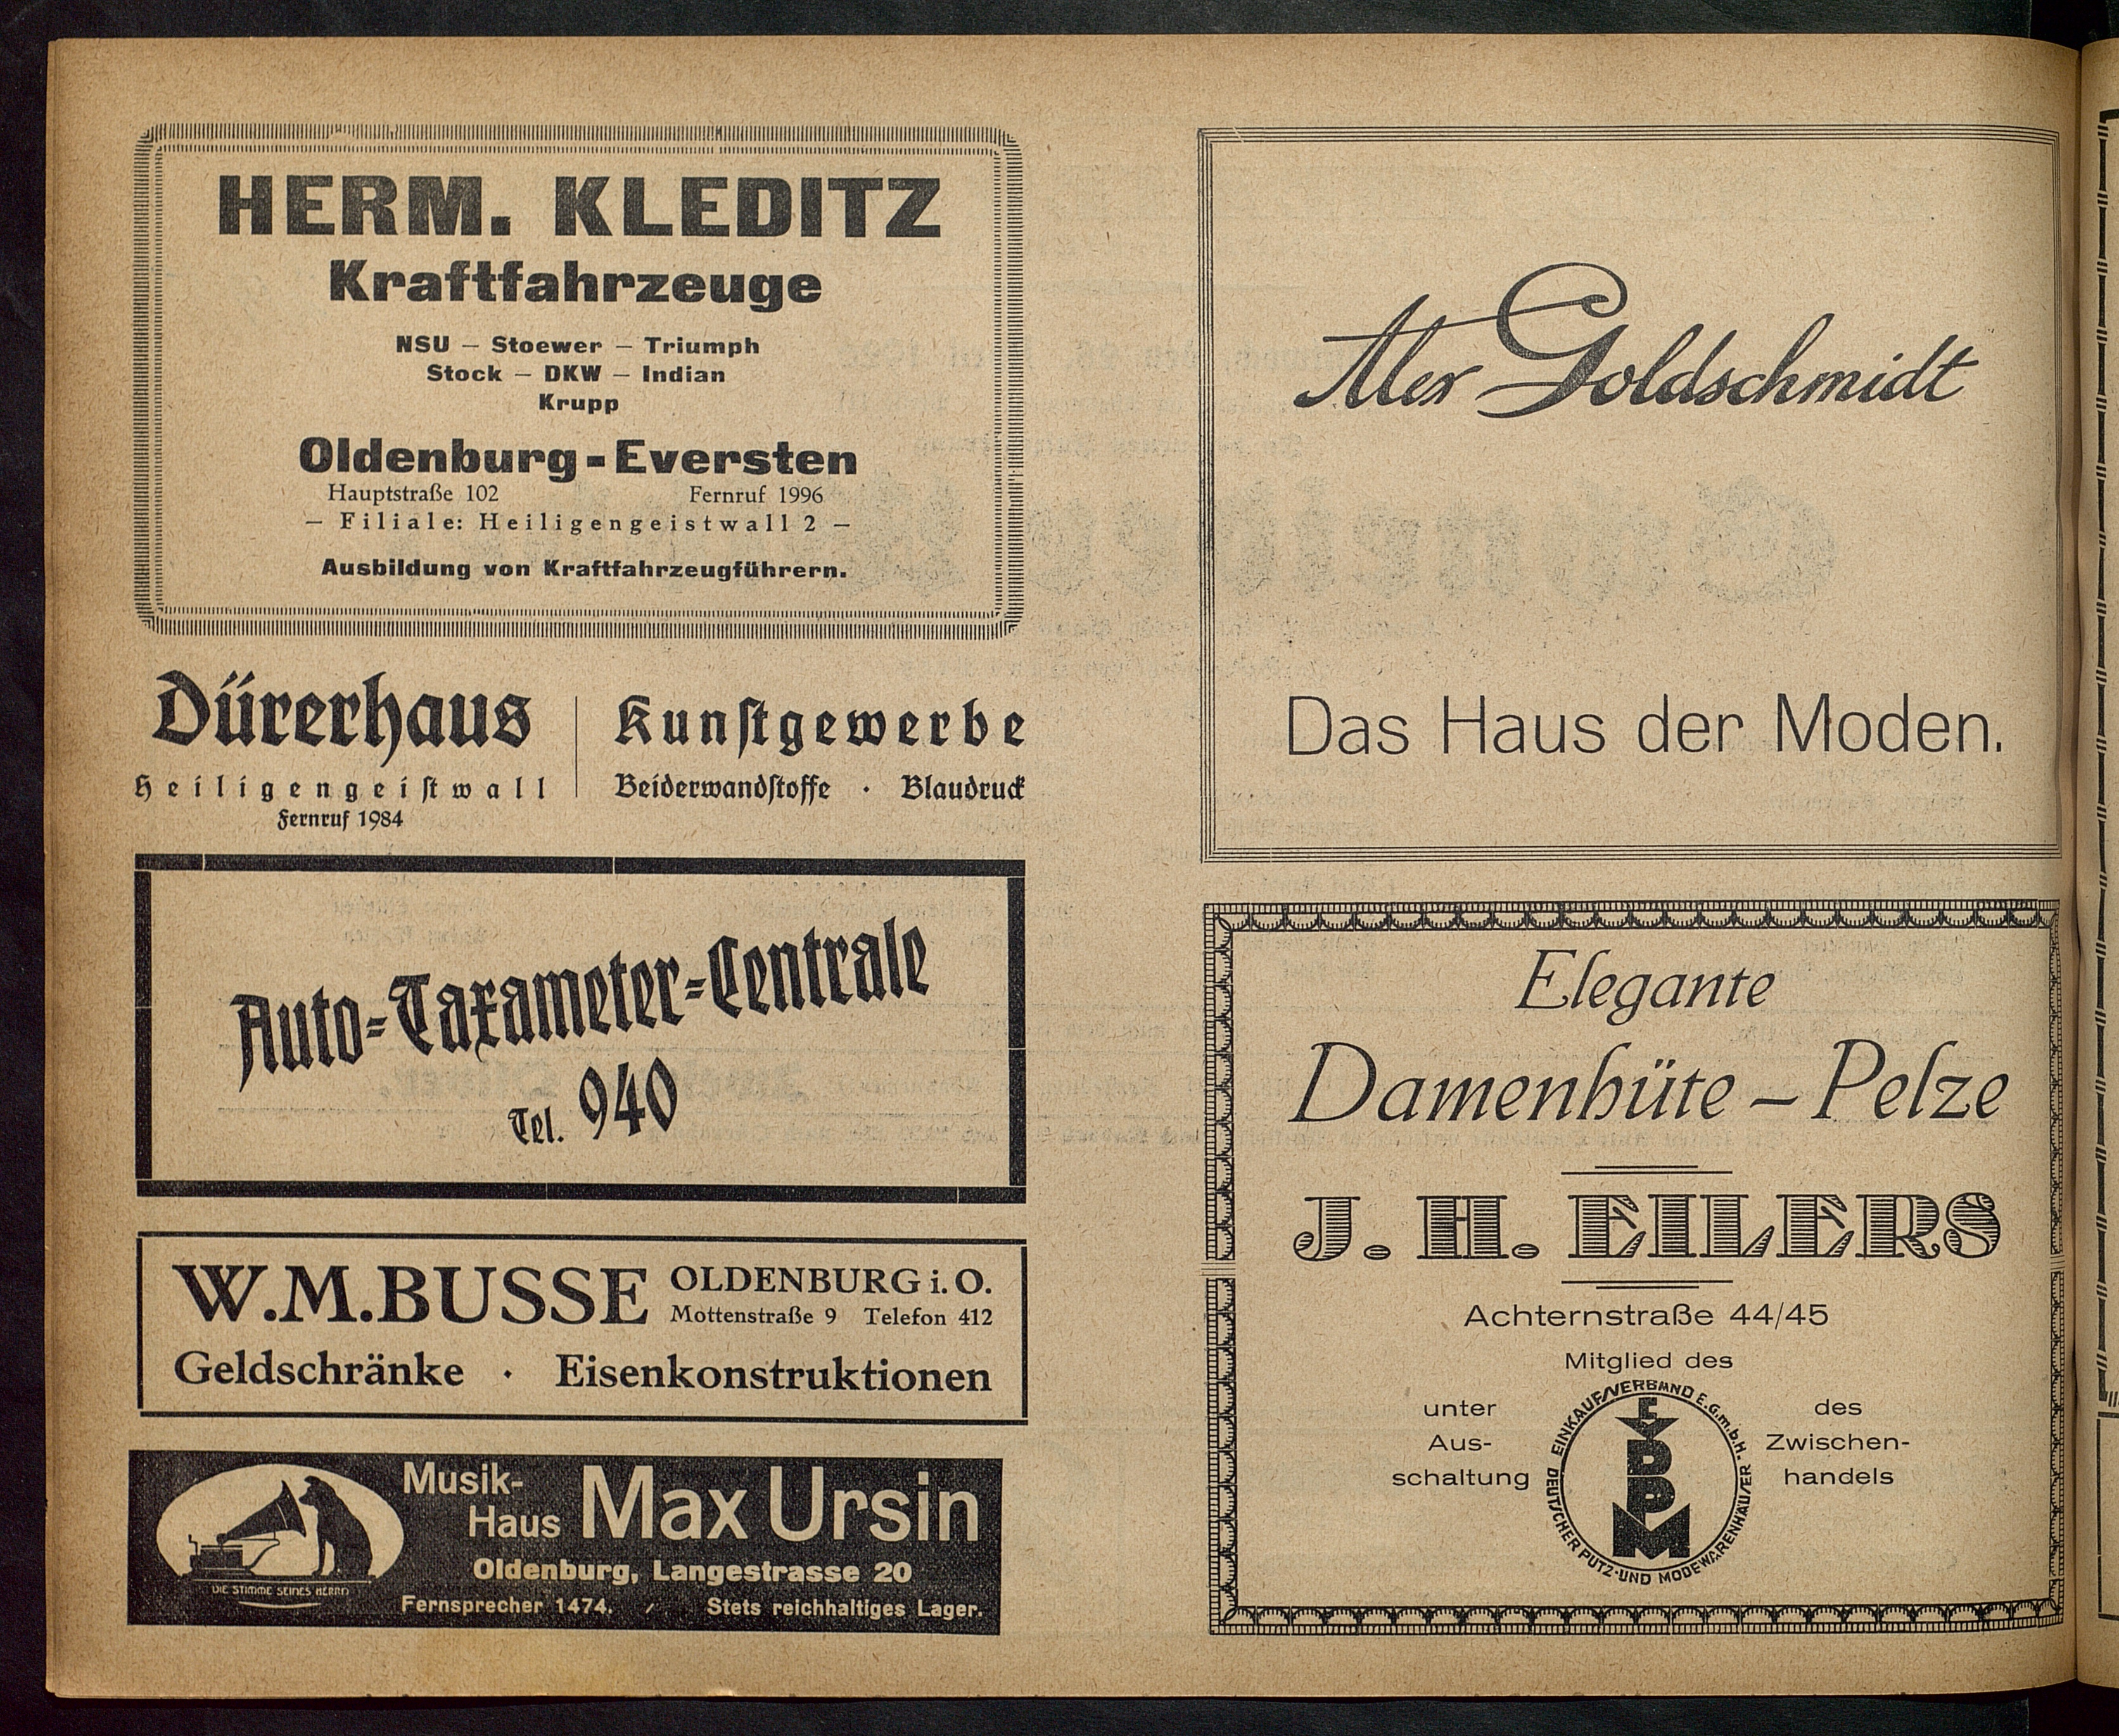 HERM. KLEDITZ
Kraftfahrzeuge
NSU — Stoewer — Triumph
Stock — DKW — Indian
Krupp
Oldenburg-Eversten
Hauptstraße 102 Fernruf 1996
— Filiale: Heiligengeistwall 2 —
Ausbildung von Kraftfahrzeugführern.
Dürerhaus
Heiligengeistwall
Fernruf 1984
Kunstgewerbe
Beiderwandstoffe · Blaudruck
Auto-Taxameter-Centrale
Tel. 940
W.M.BUSSE OLDENBURG i. O.
Mottenstraße 9 Telefon 412
Geldschränke · Eisenkonstruktionen
DIE STIMME SEINES HERRN
Musik-
Haus Max Ursin
Oldenburg, Langestrasse 20
Fernsprecher 1474. / Stets reichhaltiges Lager.
Alex Goldschmidt
Das Haus der Moden.
Elegante
Damenhüte – Pelze
J. H. EILERS
Achternstraße 44/45
Mitglied des
unter
Aus-
schaltung
EINKAUFSVERBAND E.G.m.b.H.
DEUTSCHER PUTZ-UND MODEWARENHÄUSER
E
V
D
P
M
des
Zwischen-
handels